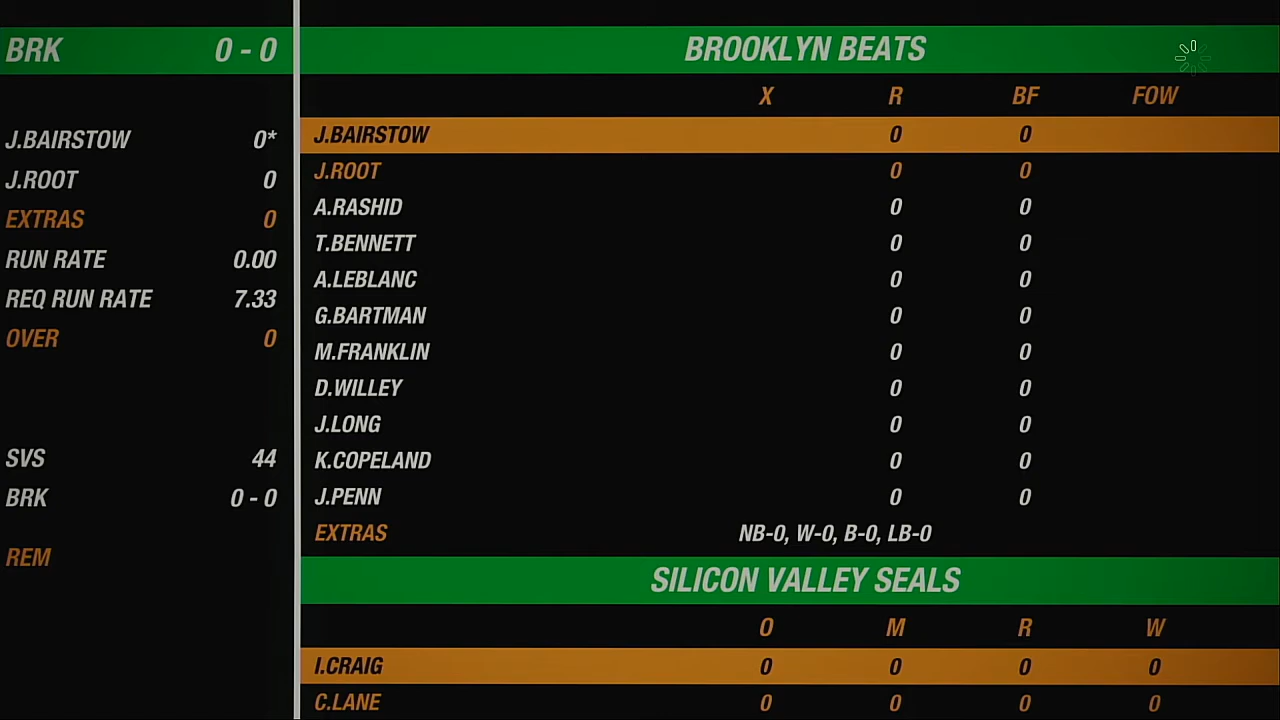 BRK 0 - 0
J.BAIRSTOW 0*
J.ROOT 0
EXTRAS 0
RUN RATE 0.00
REQ RUN RATE 7.33
OVER 0
SVS 44
BRK 0 - 0
REM
BROOKLYN BEATS
X R BF FOW
J.BAIRSTOW 0 0
J.ROOT 0 0
A.RASHID 0 0
T.BENNETT 0 0
A.LEBLANC 0 0
G.BARTMAN 0 0
M.FRANKLIN 0 0
D.WILLEY 0 0
J.LONG 0 0
K.COPELAND 0 0
J.PENN 0 0
EXTRAS NB-0, W-0, B-0, LB-0
SILICON VALLEY SEALS
O M R W
I.CRAIG 0 0 0 0
C.LANE 0 0 0 0